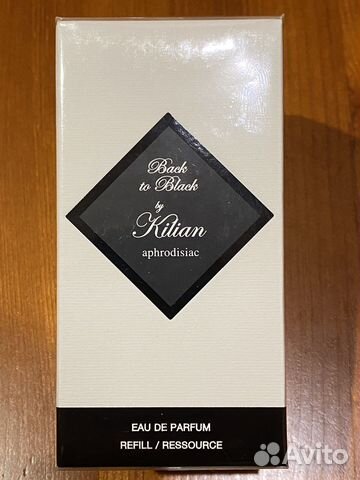 Back
to Black
by
Kilian
aphrodisiac
EAU DE PARFUM
REFILL / RESSOURCE
Avito